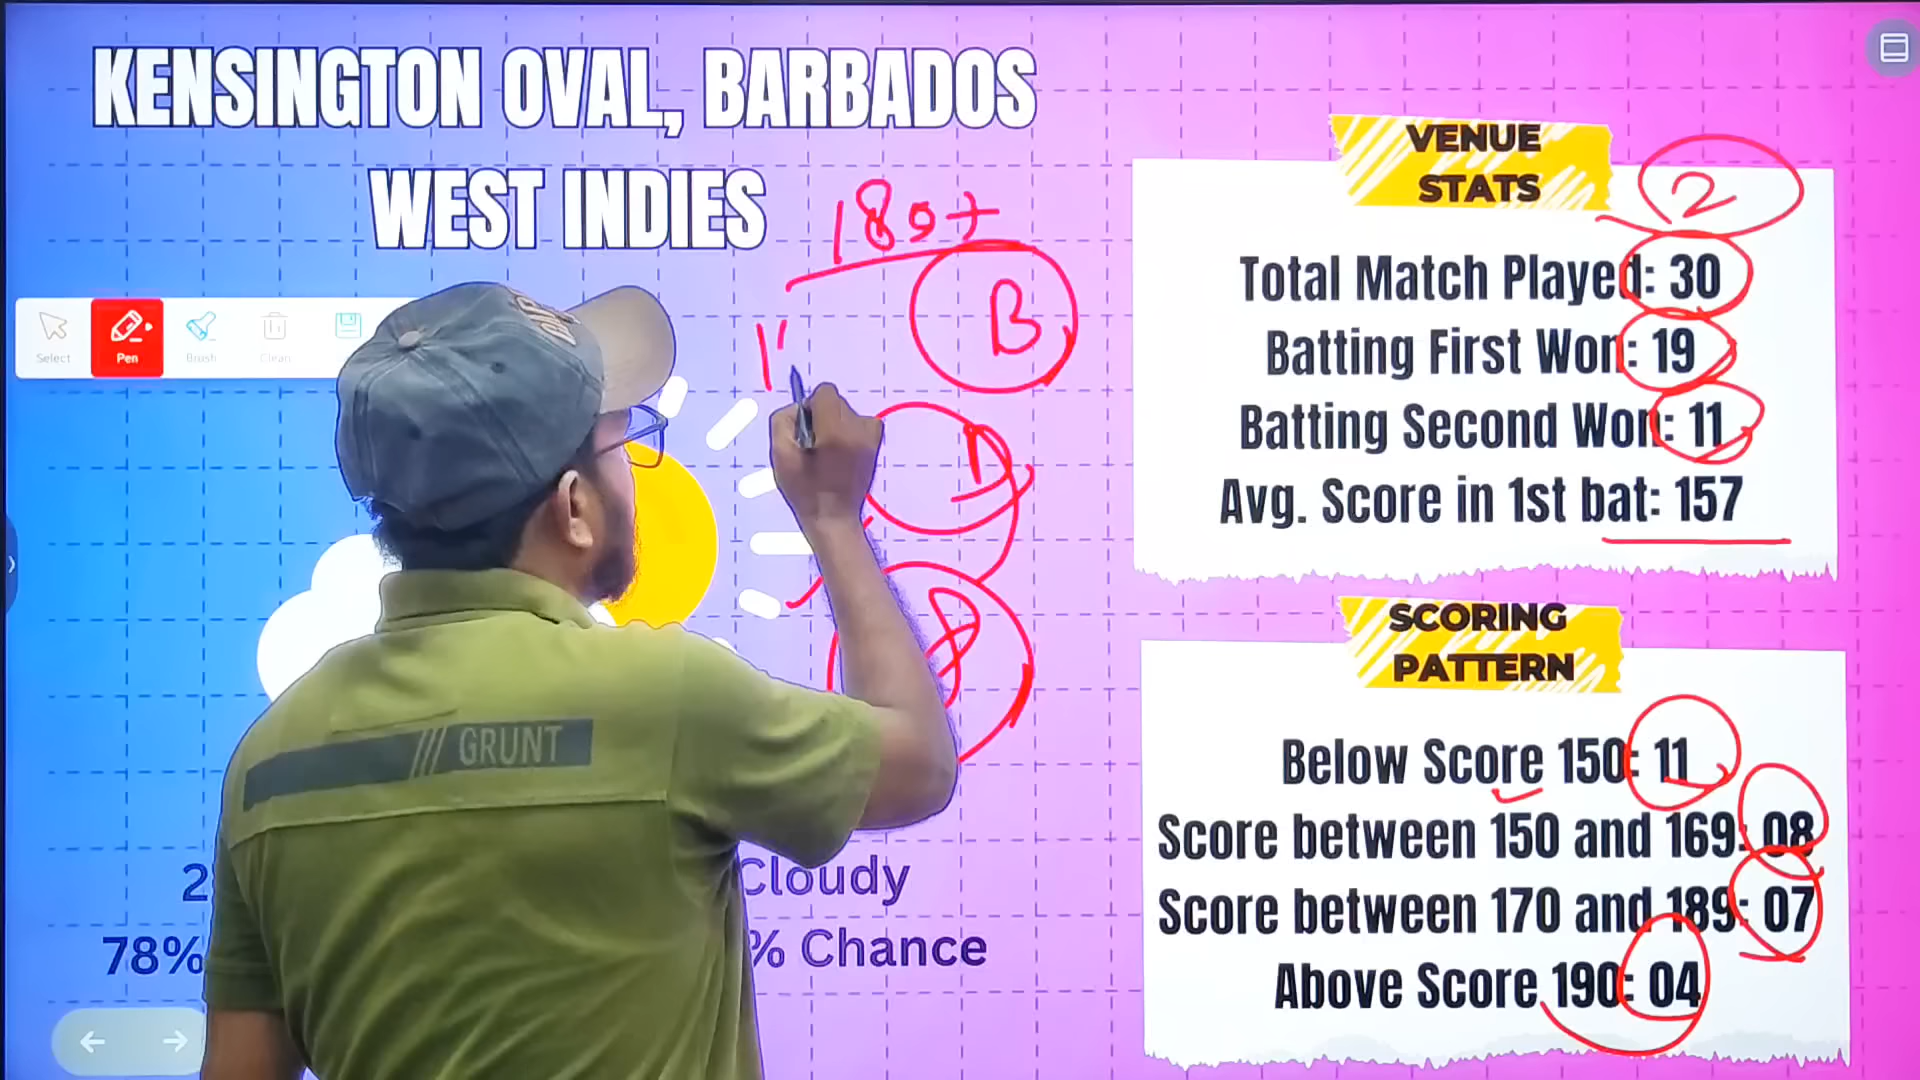 KENSINGTON OVAL, BARBADOS
WEST INDIES
180+
B
Select
Pen
Brush
Clean
GRUNT
Cloudy
78%
% Chance
VENUE
STATS
2
Total Match Played: 30
Batting First Won: 19
Batting Second Won: 11
Avg. Score in 1st bat: 157
SCORING
PATTERN
Below Score 150: 11
Score between 150 and 169: 08
Score between 170 and 189: 07
Above Score 190: 04